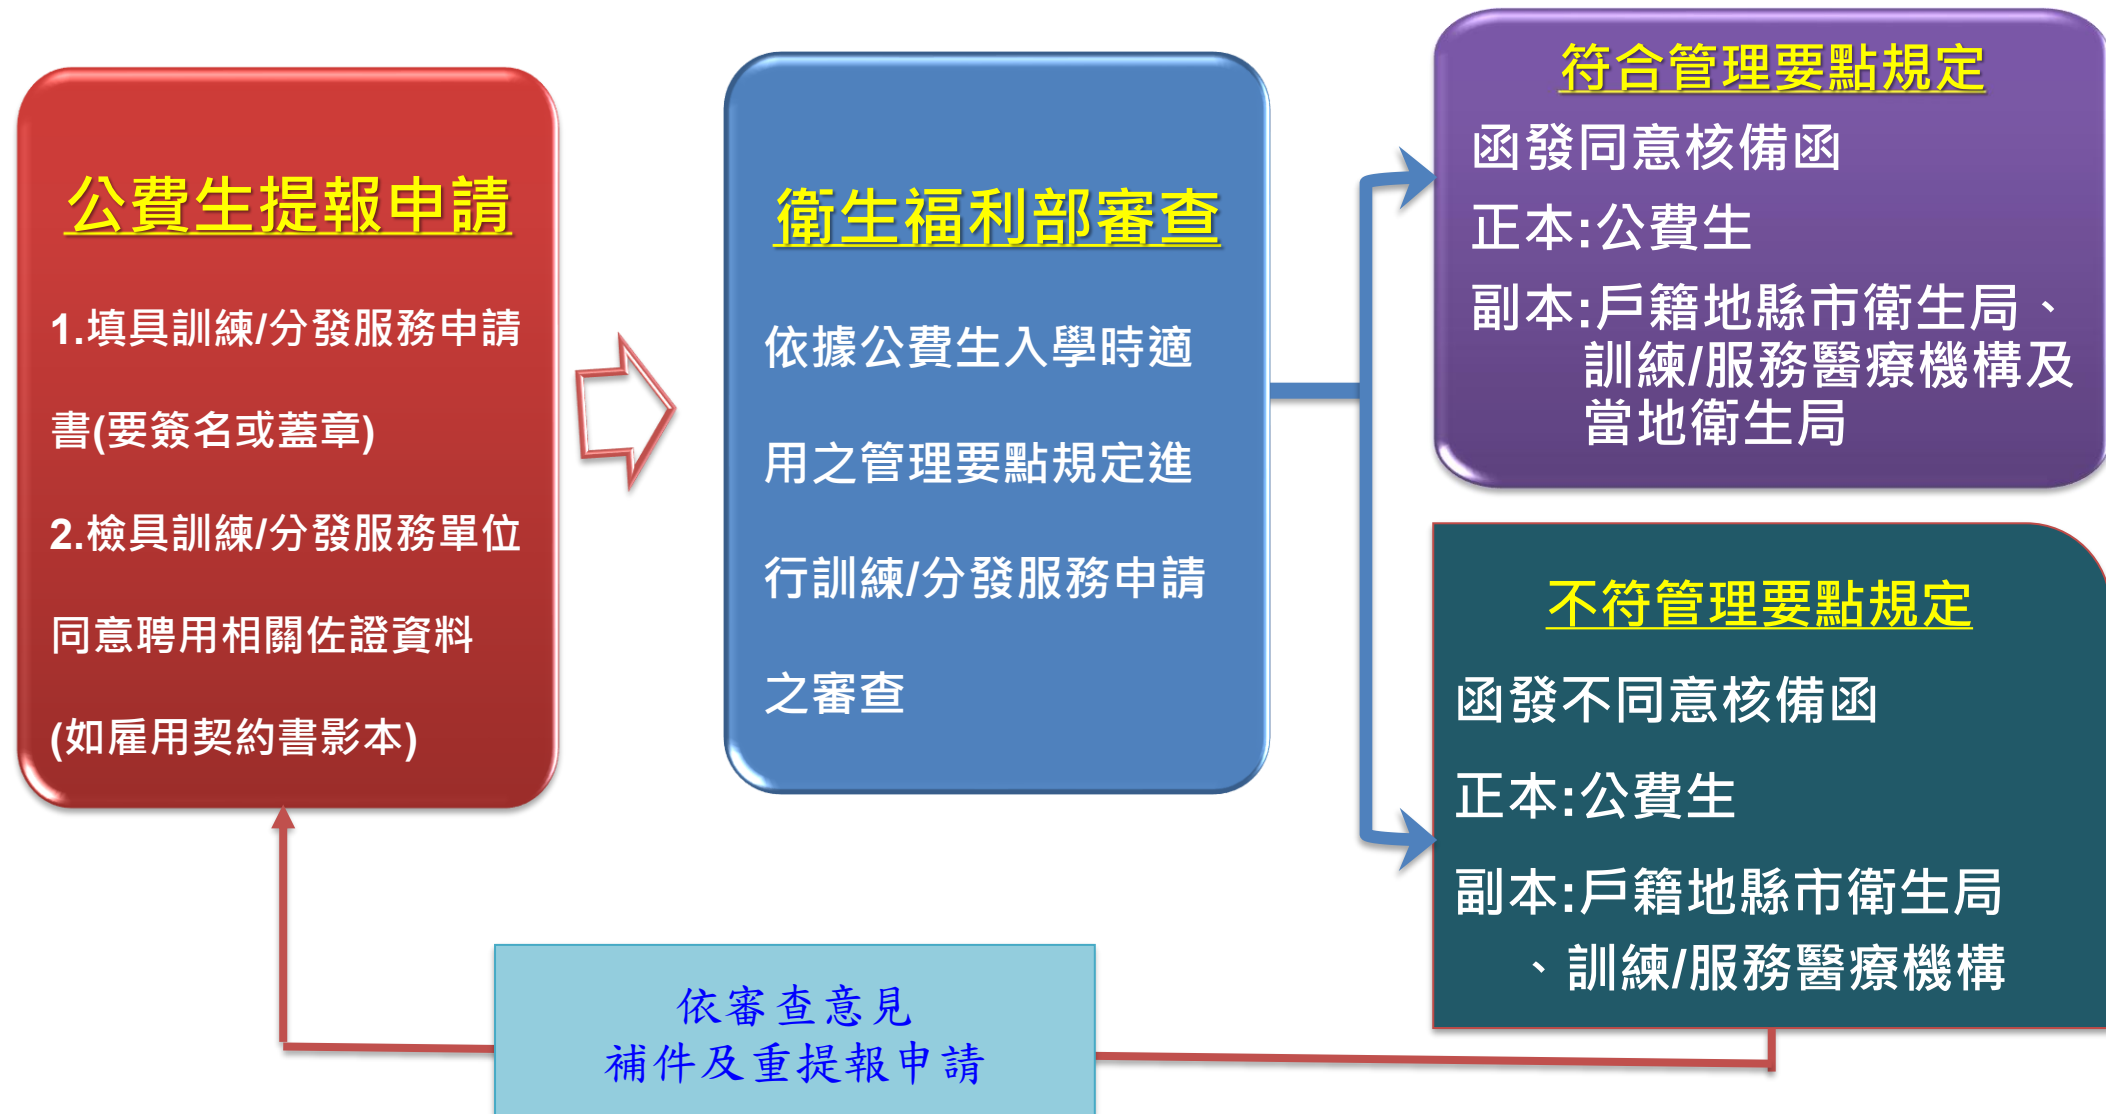 公費生提報申請
1.填具訓練/分發服務申請
書(要簽名或蓋章)
2.檢具訓練/分發服務單位
同意聘用相關佐證資料
(如雇用契約書影本)
衛生福利部審查
依據公費生入學時適
用之管理要點規定進
行訓練/分發服務申請
之審查
符合管理要點規定
函發同意核備函
正本:公費生
副本:戶籍地縣市衛生局、
訓練/服務醫療機構及
當地衛生局
不符管理要點規定
函發不同意核備函
正本:公費生
副本:戶籍地縣市衛生局
、訓練/服務醫療機構
依審查意見
補件及重提報申請